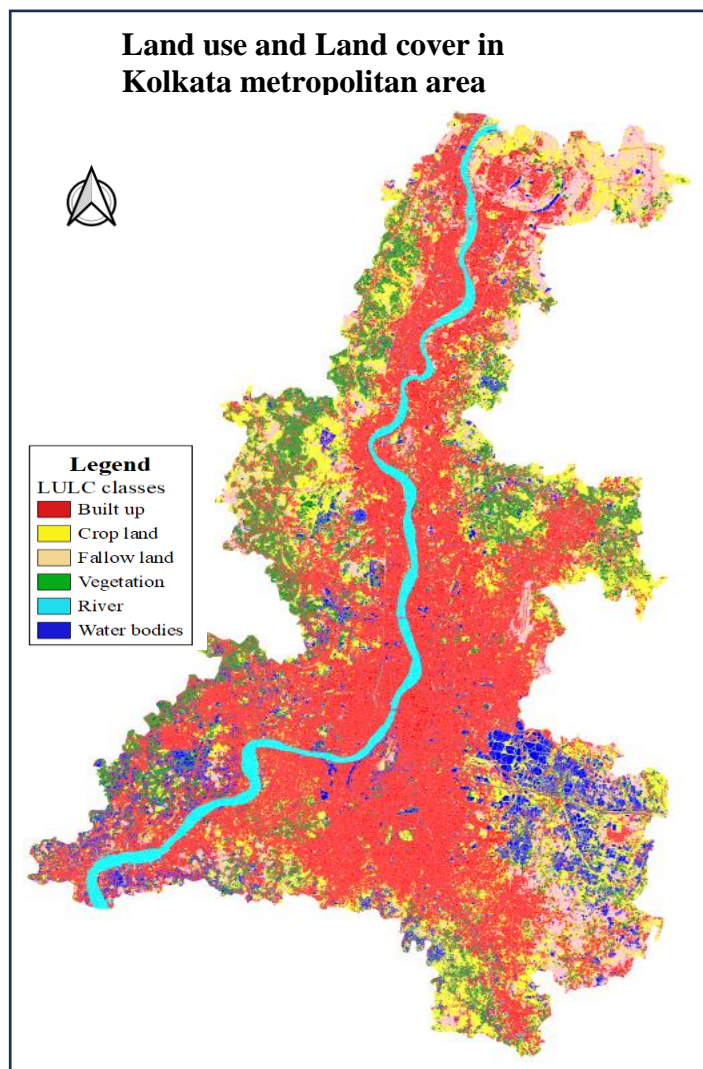 Land use and Land cover in
Kolkata metropolitan area
Legend
LULC classes
Built up
Crop land
Fallow land
Vegetation
River
Water bodies